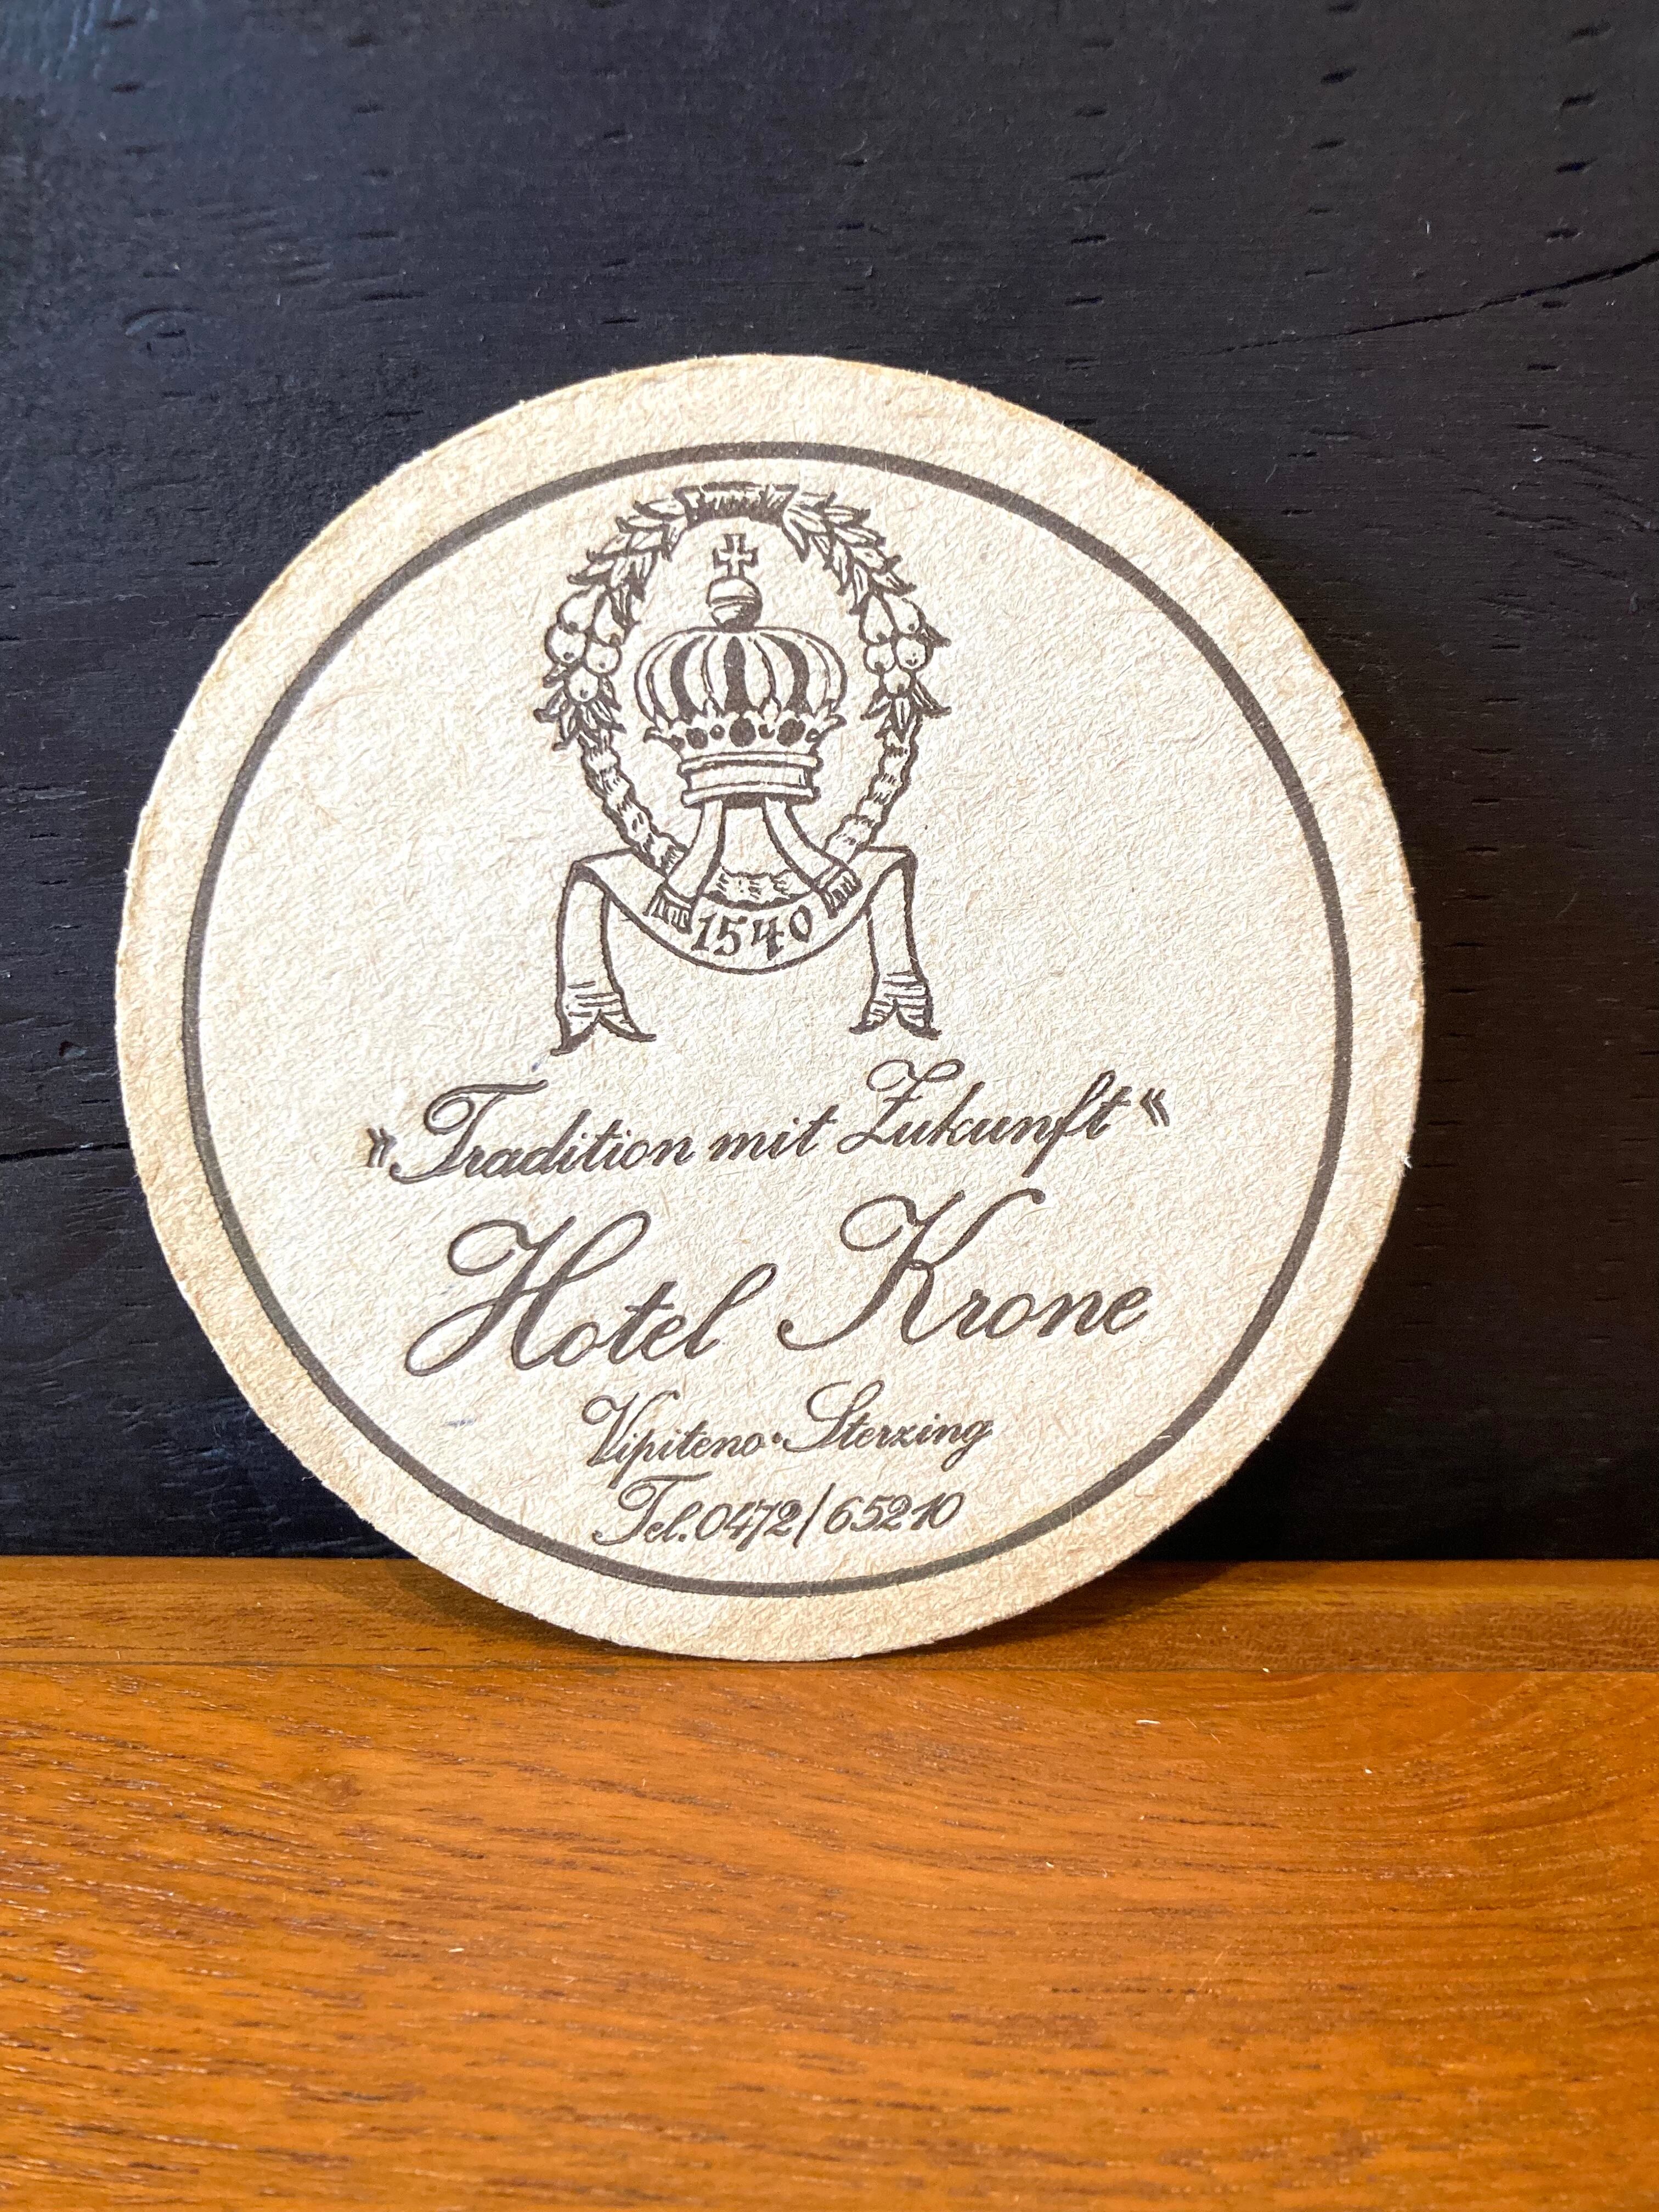 1540
»Tradition mit Zukunft«
Hotel Krone
Vipiteno·Sterzing
Tel.0472/65210